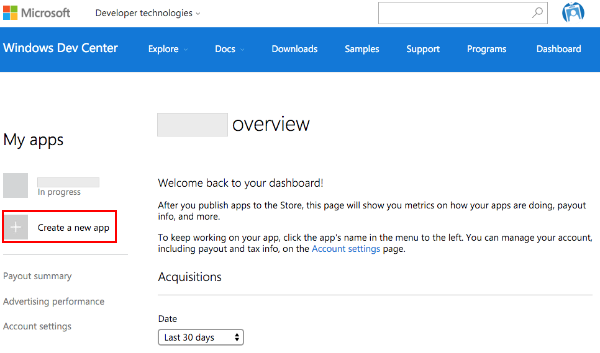 Microsoft
Developer technologies
Windows Dev Center
Explore
Docs
Downloads
Samples
Support
Programs
Dashboard
My apps
In progress
Create a new app
Payout summary
Advertising performance
Account settings
overview
Welcome back to your dashboard!
After you publish apps to the Store, this page will show you metrics on how your apps are doing, payout
info, and more.
To keep working on your app, click the app's name in the menu to the left. You can manage your account,
including payout and tax info, on the Account settings page.
Acquisitions
Date
Last 30 days